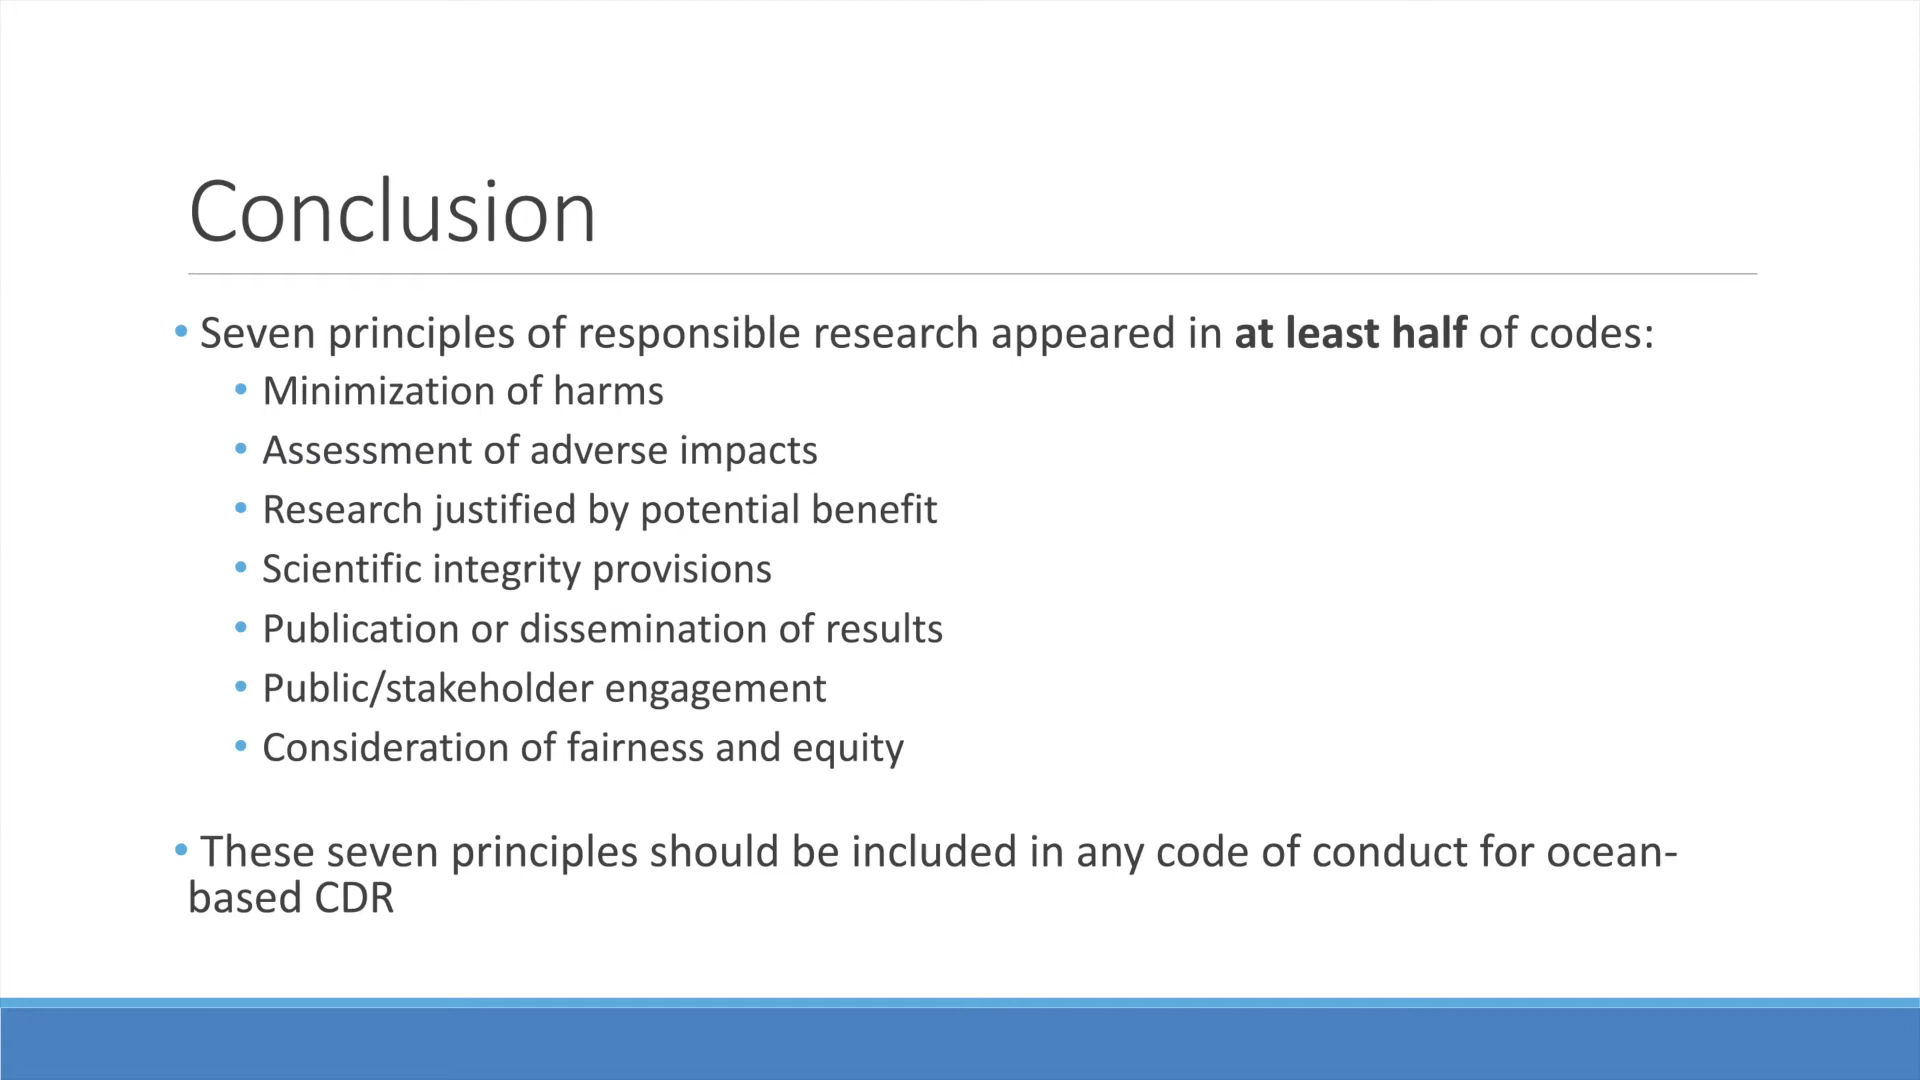 Conclusion
• Seven principles of responsible research appeared in at least half of codes:
• Minimization of harms
• Assessment of adverse impacts
• Research justified by potential benefit
• Scientific integrity provisions
• Publication or dissemination of results
• Public/stakeholder engagement
• Consideration of fairness and equity
• These seven principles should be included in any code of conduct for ocean-
based CDR